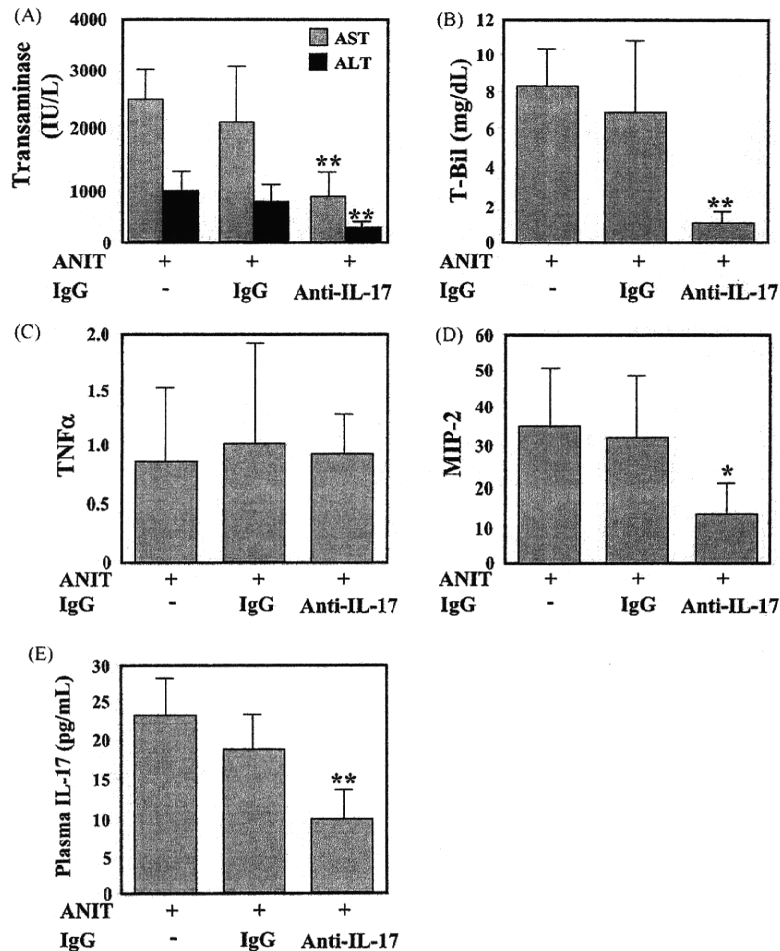 (A)
Transaminase
(IU/L)
4000
3000
2000
1000
0
AST
ALT
**
**
ANIT + + +
IgG - IgG Anti-IL-17
(B)
T-Bil (mg/dL)
12
10
8
6
4
2
0
**
+ + +
- IgG Anti-IL-17
(C)
TNFα
2.0
1.5
1.0
0.5
0
ANIT + + +
IgG - IgG Anti-IL-17
(D)
MIP-2
60
50
40
30
20
10
0
*
ANIT + + +
IgG - IgG Anti-IL-17
(E)
Plasma IL-17 (pg/mL)
30
25
20
15
10
5
0
**
ANIT + + +
IgG - IgG Anti-IL-17